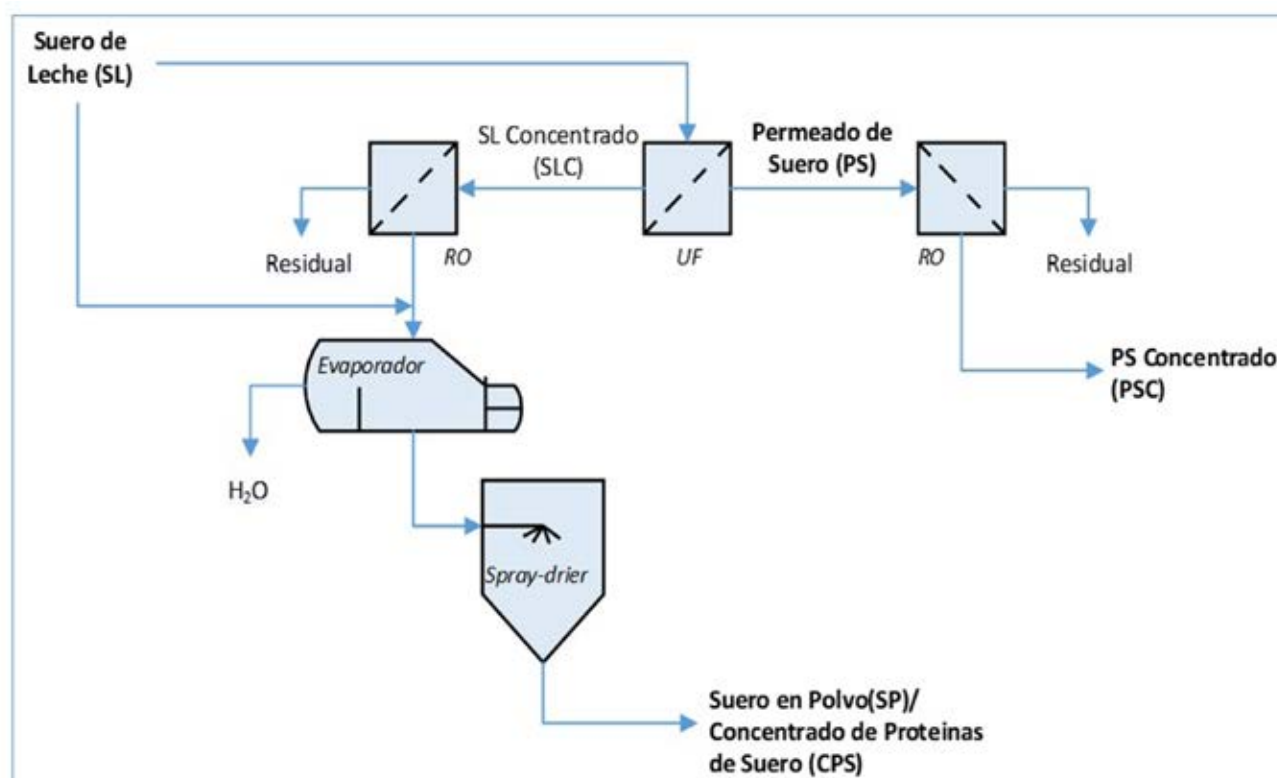 Suero de
Leche (SL)
SL Concentrado
(SLC)
Permeado de
Suero (PS)
Residual
RO
UF
RO
Residual
Evaporador
PS Concentrado
(PSC)
H₂O
Spray-drier
Suero en Polvo(SP)/
Concentrado de Proteinas
de Suero (CPS)